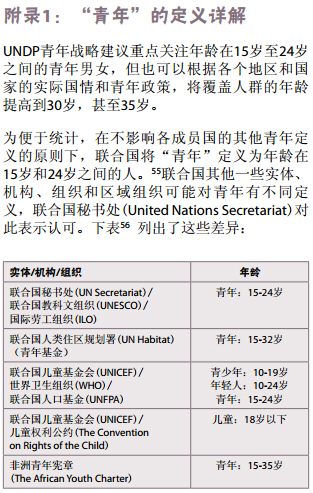 附录1：“青年”的定义详解
UNDP青年战略建议重点关注年龄在15岁至24岁
之间的青年男女，但也可以根据各个地区和国
家的实际国情和青年政策，将覆盖人群的年龄
提高到30岁，甚至35岁。
为便于统计，在不影响各成员国的其他青年定
义的原则下，联合国将“青年”定义为年龄在
15岁和24岁之间的人。55联合国其他一些实体、
机构、组织和区域组织可能对青年有不同定
义，联合国秘书处（United Nations Secretariat）对
此表示认可。下表56 列出了这些差异：
实体/机构/组织 年龄
联合国秘书处（UN Secretariat）/
联合国教科文组织（UNESCO）/
国际劳工组织（ILO）
青年：15-24岁
联合国人类住区规划署（UN Habitat）
（青年基金）
青年：15-32岁
联合国儿童基金会（UNICEF）/
世界卫生组织（WHO）/
联合国人口基金（UNFPA）
青少年：10-19岁
年轻人：10-24岁
青年：15-24岁
联合国儿童基金会（UNICEF）/
儿童权利公约（The Convention
on Rights of the Child）
儿童：18岁以下
非洲青年宪章
（The African Youth Charter）
青年：15-35岁